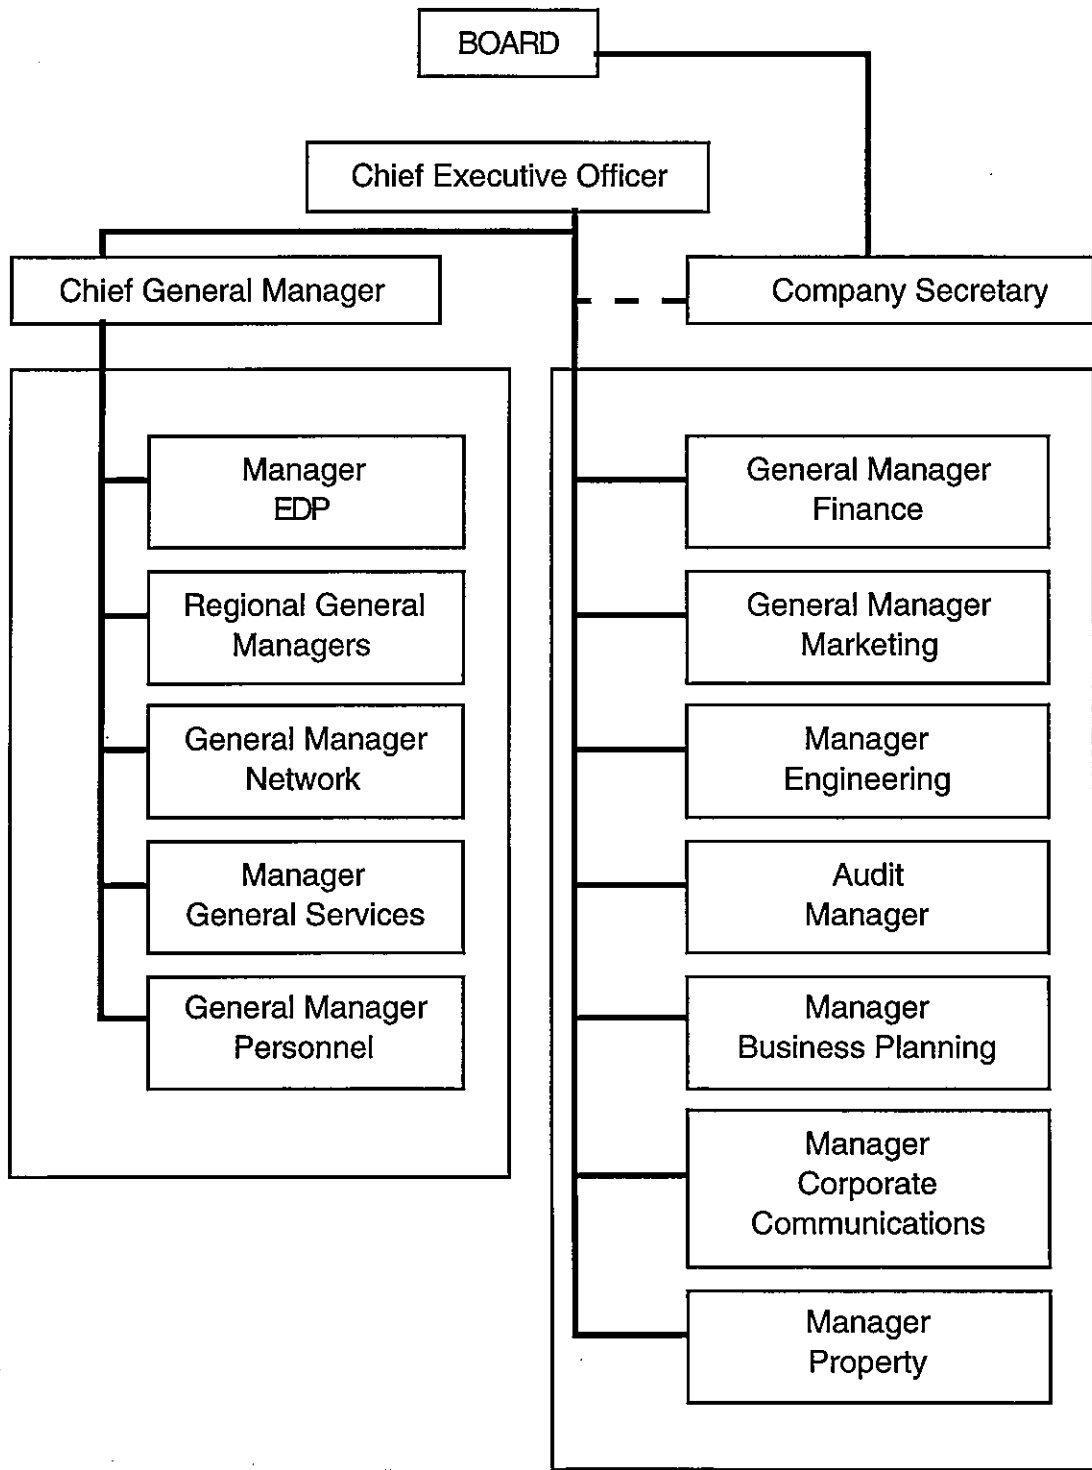 BOARD
Chief Executive Officer
Chief General Manager
Company Secretary
Manager
EDP
Regional General
Managers
General Manager
Network
Manager
General Services
General Manager
Personnel
General Manager
Finance
General Manager
Marketing
Manager
Engineering
Audit
Manager
Manager
Business Planning
Manager
Corporate
Communications
Manager
Property